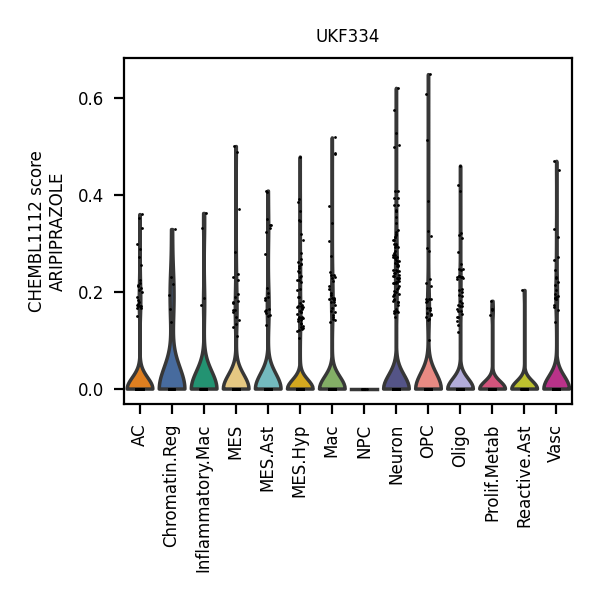 UKF334
CHEMBL1112 score
ARIPIPRAZOLE
0.6
0.4
0.2
0.0
AC
Chromatin.Reg
Inflammatory.Mac
MES
MES.Ast
MES.Hyp
Mac
NPC
Neuron
OPC
Oligo
Prolif.Metab
Reactive.Ast
Vasc